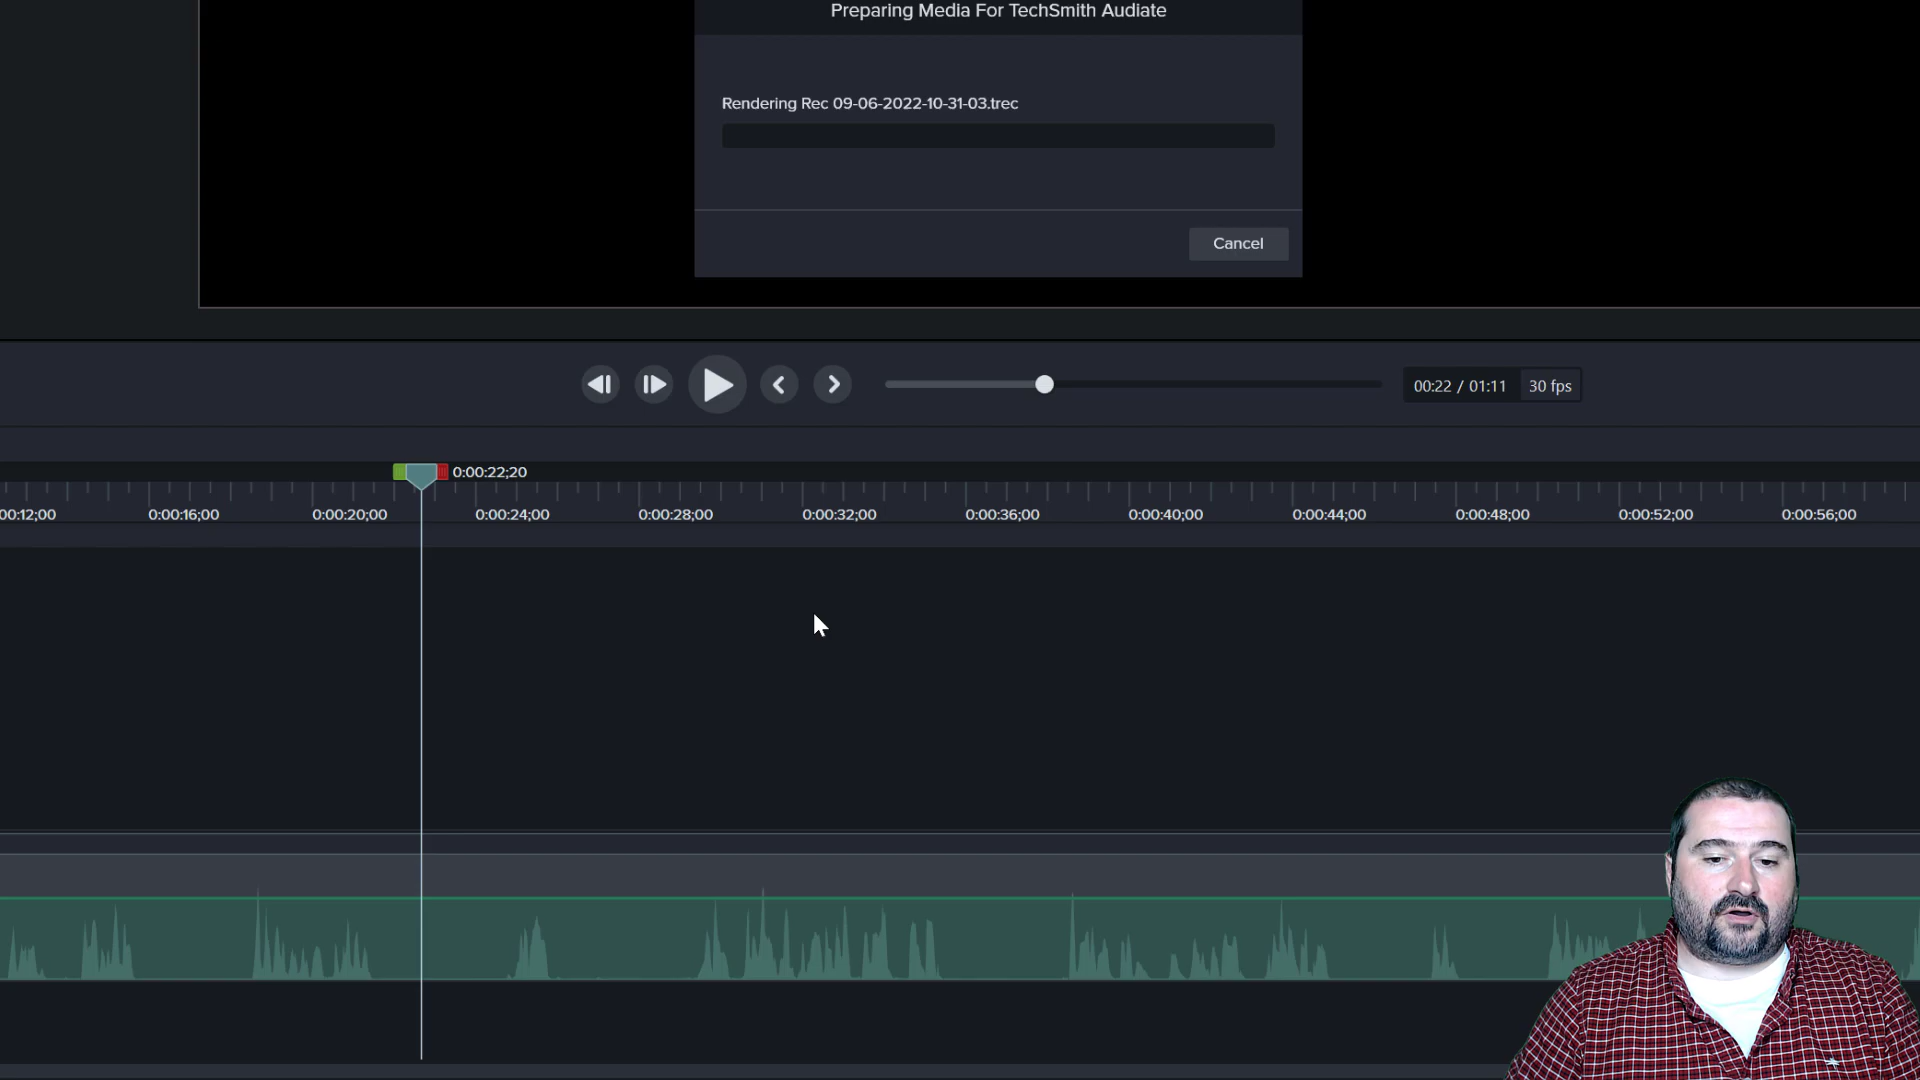 Preparing Media For TechSmith Audiate
Rendering Rec 09-06-2022-10-31-03.trec
Cancel
00:22 / 01:11 30 fps
0:00:22;20
00:12;00 0:00:16;00 0:00:20;00 0:00:24;00 0:00:28;00 0:00:32;00 0:00:36;00 0:00:40;00 0:00:44;00 0:00:48;00 0:00:52;00 0:00:56;00